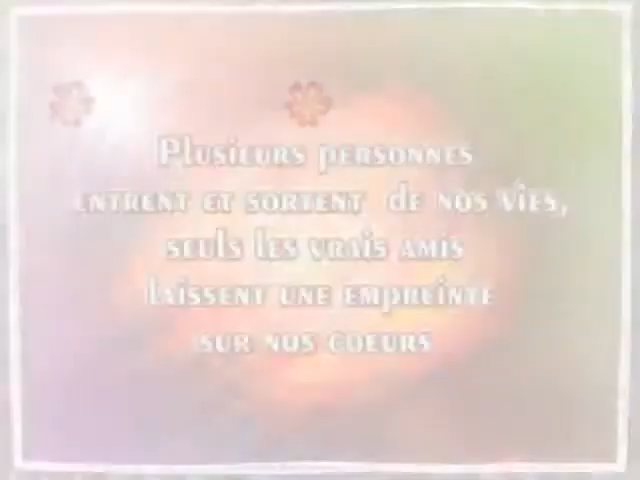 Plusieurs personnes
entrent et sortent de nos vies,
seuls les vrais amis
laissent une empreinte
sur nos coeurs